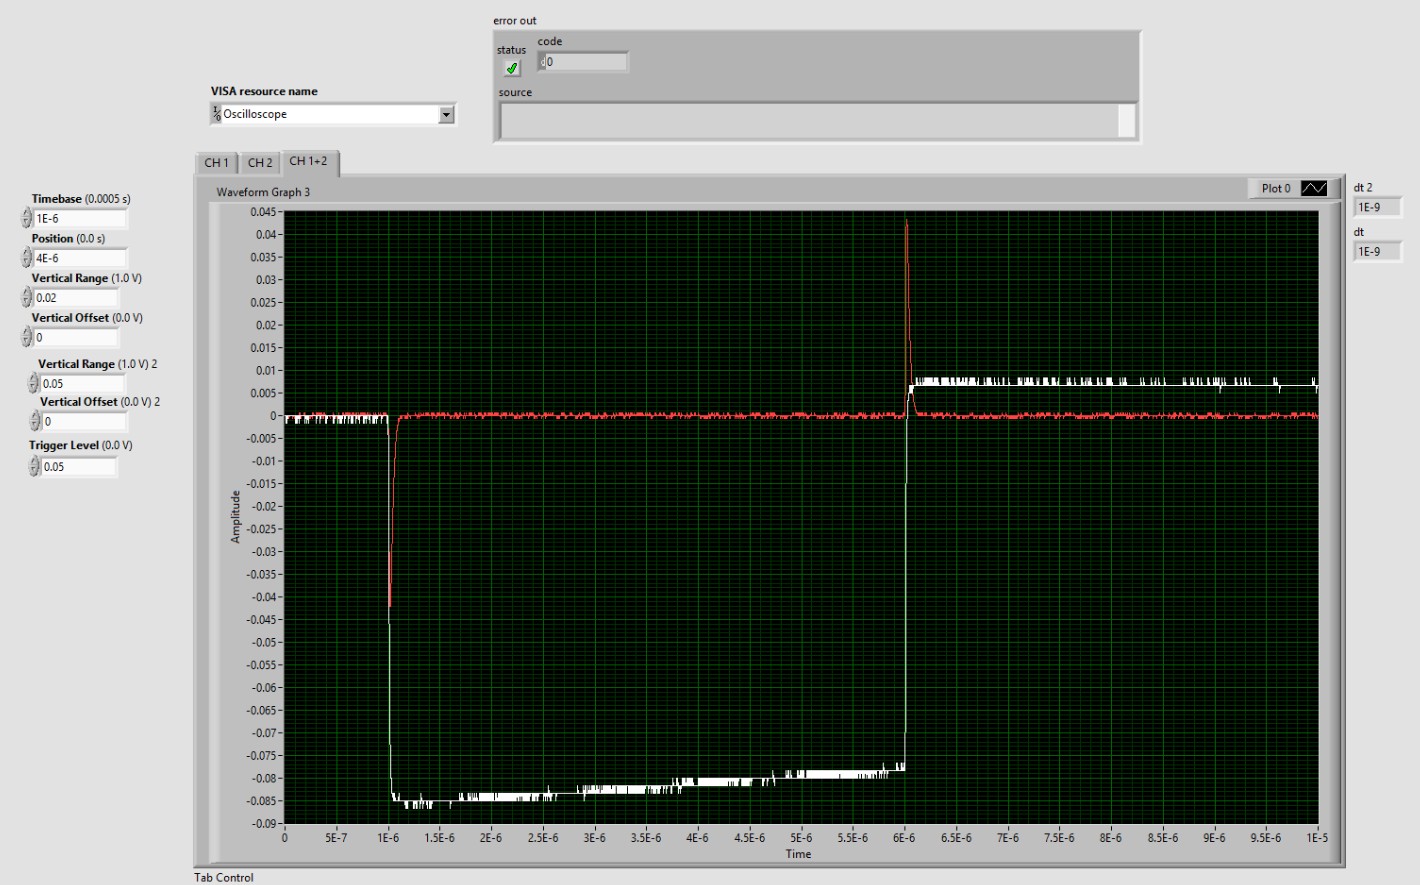 error out
status
code
d0
source
VISA resource name
I/O Oscilloscope
CH 1
CH 2
CH 1+2
Timebase (0.0005 s)
1E-6
Position (0.0 s)
4E-6
Vertical Range (1.0 V)
0.02
Vertical Offset (0.0 V)
0
Vertical Range (1.0 V) 2
0.05
Vertical Offset (0.0 V) 2
0
Trigger Level (0.0 V)
0.05
Waveform Graph 3
Plot 0
dt 2
1E-9
dt
1E-9
Amplitude
0.045
0.04
0.035
0.03
0.025
0.02
0.015
0.01
0.005
0
-0.005
-0.01
-0.015
-0.02
-0.025
-0.03
-0.035
-0.04
-0.045
-0.05
-0.055
-0.06
-0.065
-0.07
-0.075
-0.08
-0.085
-0.09
0 5E-7 1E-6 1.5E-6 2E-6 2.5E-6 3E-6 3.5E-6 4E-6 4.5E-6 5E-6 5.5E-6 6E-6 6.5E-6 7E-6 7.5E-6 8E-6 8.5E-6 9E-6 9.5E-6 1E-5
Time
Tab Control